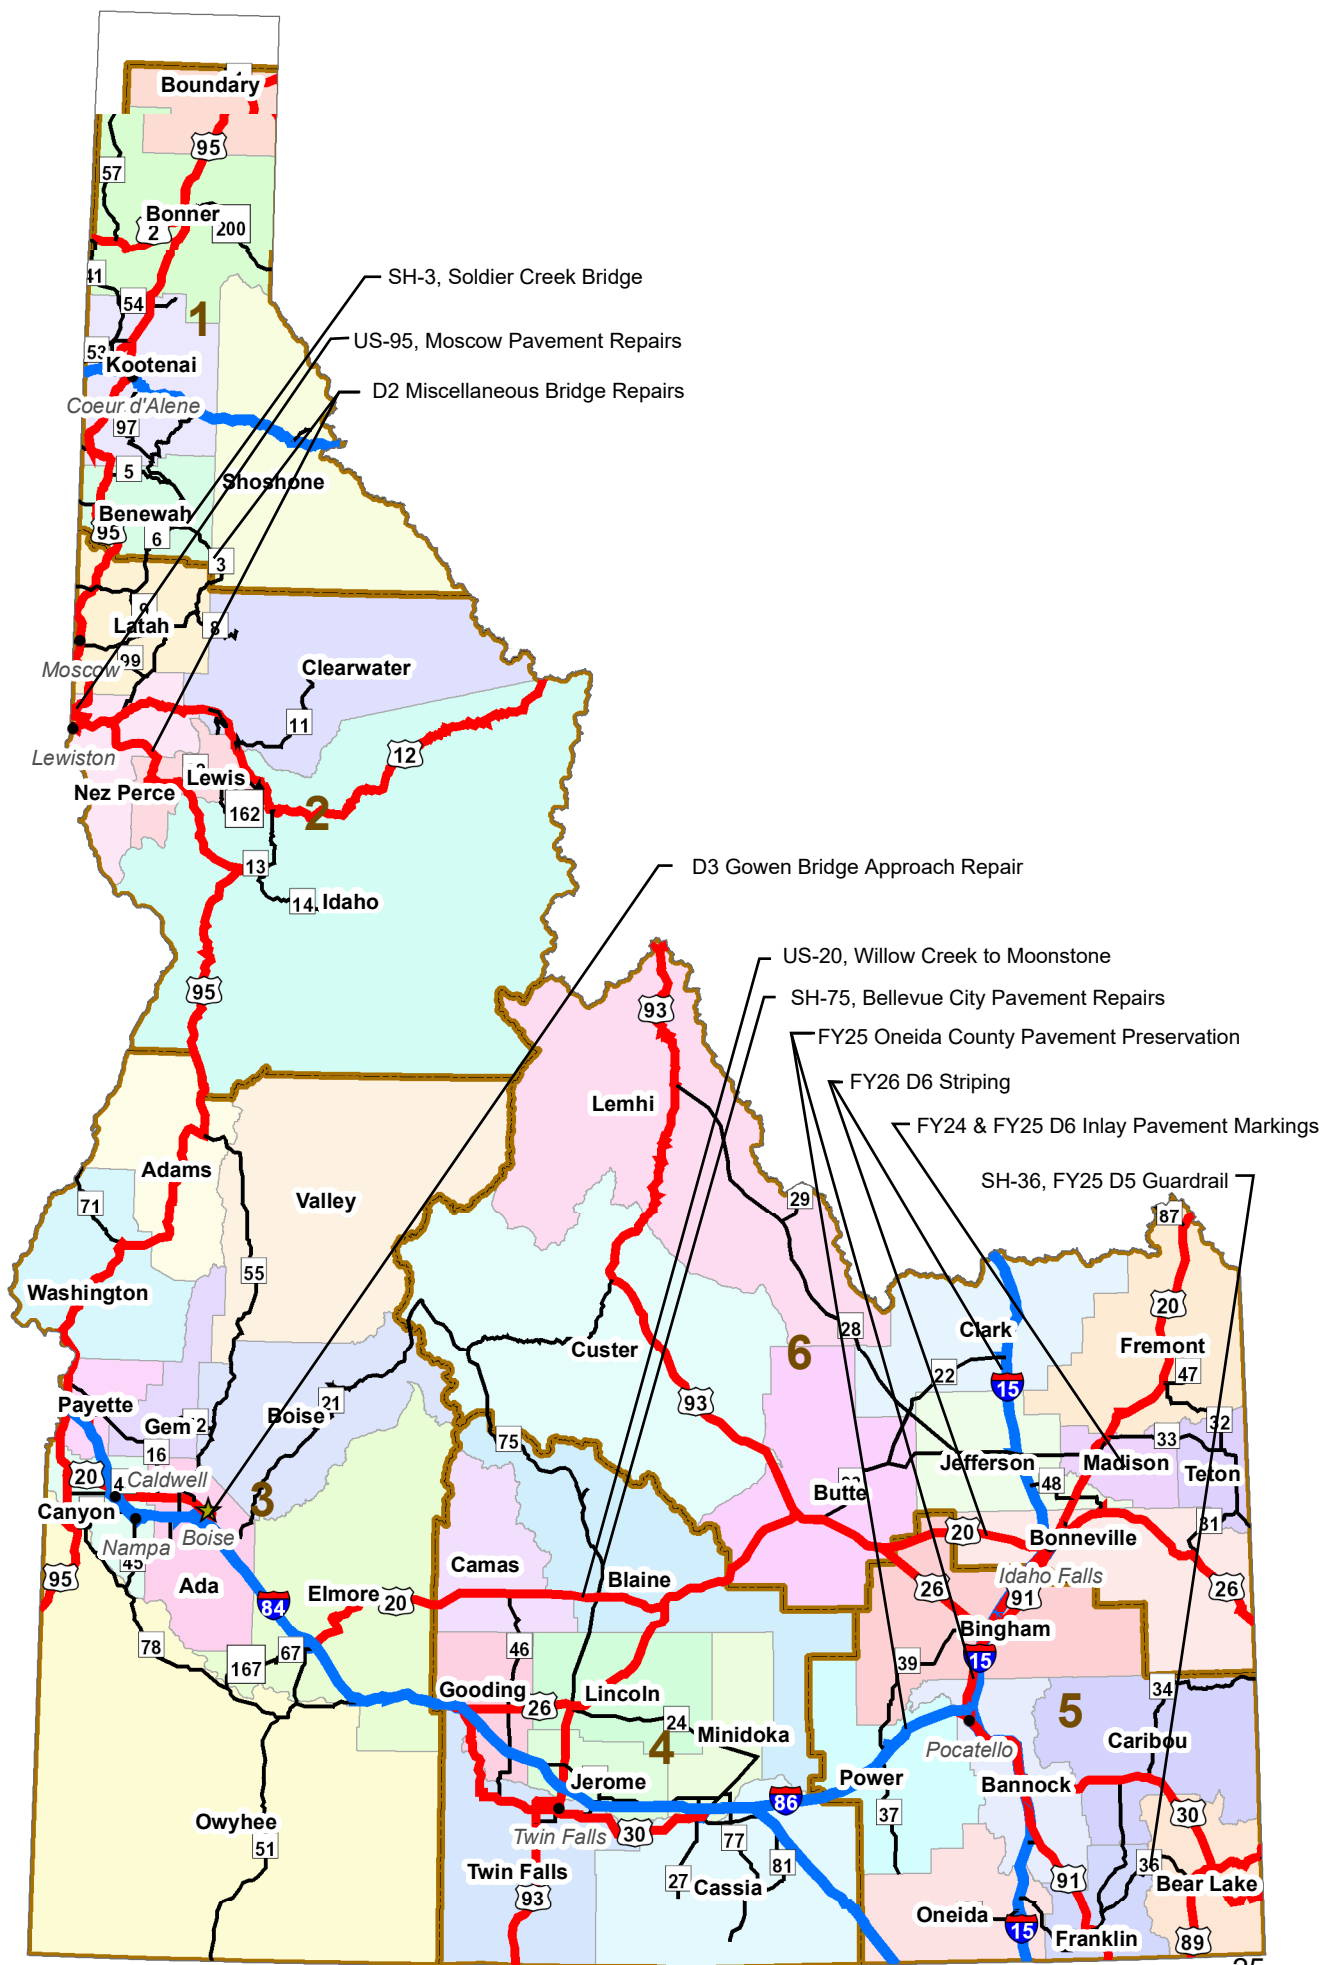 Boundary
95
57
Bonner
2
200
41
SH-3, Soldier Creek Bridge
54
1
US-95, Moscow Pavement Repairs
53
Kootenai
D2 Miscellaneous Bridge Repairs
Coeur d'Alene
97
5
Shoshone
Benewah
95
6
3
9
Latah
8
99
Moscow
Clearwater
11
Lewiston
12
Lewis
Nez Perce
162
2
13
D3 Gowen Bridge Approach Repair
14
Idaho
US-20, Willow Creek to Moonstone
95
SH-75, Bellevue City Pavement Repairs
93
FY25 Oneida County Pavement Preservation
FY26 D6 Striping
Lemhi
FY24 & FY25 D6 Inlay Pavement Markings
Adams
SH-36, FY25 D5 Guardrail
71
Valley
29
87
55
Washington
20
28
Clark
Custer
6
Fremont
22
47
15
93
Payette
21
Boise
Gem
32
75
16
33
Madison
Jefferson
Teton
20
4
Caldwell
48
Butte
3
Canyon
31
20
Boise
Nampa
Bonneville
45
Camas
Idaho Falls
95
Ada
Blaine
26
26
Elmore
20
91
84
Bingham
78
46
67
15
167
39
34
Gooding
Lincoln
26
5
24
Minidoka
4
Caribou
Pocatello
Jerome
Power
Bannock
86
37
30
Owyhee
Twin Falls
30
77
51
81
36
Twin Falls
27
Cassia
91
Bear Lake
93
Oneida
15
Franklin
89